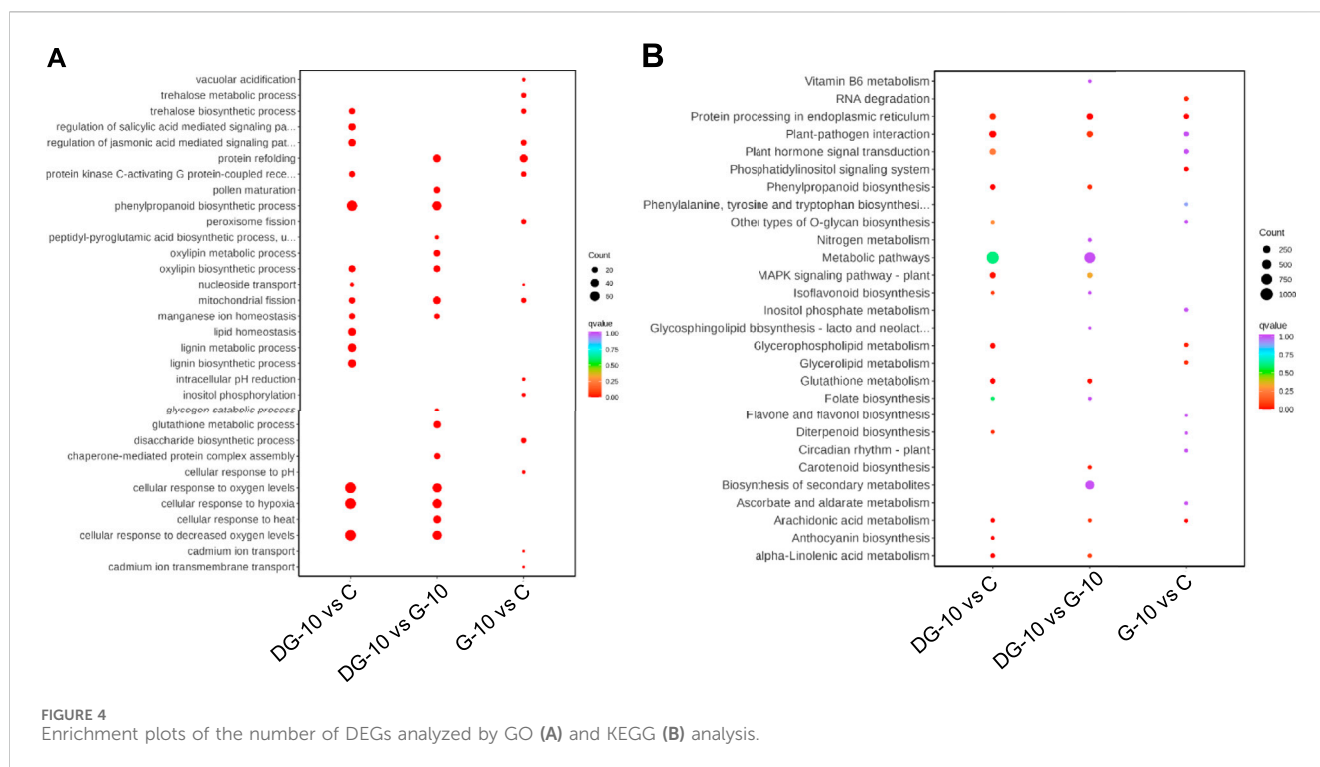 A
vacuolar acidification
trehalose metabolic process
trehalose biosynthetic process
regulation of salicylic acid mediated signaling pa...
regulation of jasmonic acid mediated signaling pat...
protein refolding
protein kinase C-activating G protein-coupled rece...
pollen maturation
phenylpropanoid biosynthetic process
peroxisome fission
peptidyl-pyroglutamic acid biosynthetic process, u...
oxylipin metabolic process
oxylipin biosynthetic process
nucleoside transport
mitochondrial fission
manganese ion homeostasis
lipid homeostasis
lignin metabolic process
lignin biosynthetic process
intracellular pH reduction
inositol phosphorylation
glycogen catabolic process
glutathione metabolic process
disaccharide biosynthetic process
chaperone-mediated protein complex assembly
cellular response to pH
cellular response to oxygen levels
cellular response to hypoxia
cellular response to heat
cellular response to decreased oxygen levels
cadmium ion transport
cadmium ion transmembrane transport
DG-10 vs C
DG-10 vs G-10
G-10 vs C
Count
20
40
60
qvalue
1.00
0.75
0.50
0.25
0.00
B
Vitamin B6 metabolism
RNA degradation
Protein processing in endoplasmic reticulum
Plant-pathogen interaction
Plant hormone signal transduction
Phosphatidylinositol signaling system
Phenylpropanoid biosynthesis
Phenylalanine, tyrosine and tryptophan biosynthesi...
Other types of O-glycan biosynthesis
Nitrogen metabolism
Metabolic pathways
MAPK signaling pathway - plant
Isoflavonoid biosynthesis
Inositol phosphate metabolism
Glycosphingolipid biosynthesis - lacto and neolact...
Glycerophospholipid metabolism
Glycerolipid metabolism
Glutathione metabolism
Folate biosynthesis
Flavone and flavonol biosynthesis
Diterpenoid biosynthesis
Circadian rhythm - plant
Carotenoid biosynthesis
Biosynthesis of secondary metabolites
Ascorbate and aldarate metabolism
Arachidonic acid metabolism
Anthocyanin biosynthesis
alpha-Linolenic acid metabolism
DG-10 vs C
DG-10 vs G-10
G-10 vs C
Count
250
500
750
1000
qvalue
1.00
0.75
0.50
0.25
0.00
FIGURE 4
Enrichment plots of the number of DEGs analyzed by GO (A) and KEGG (B) analysis.